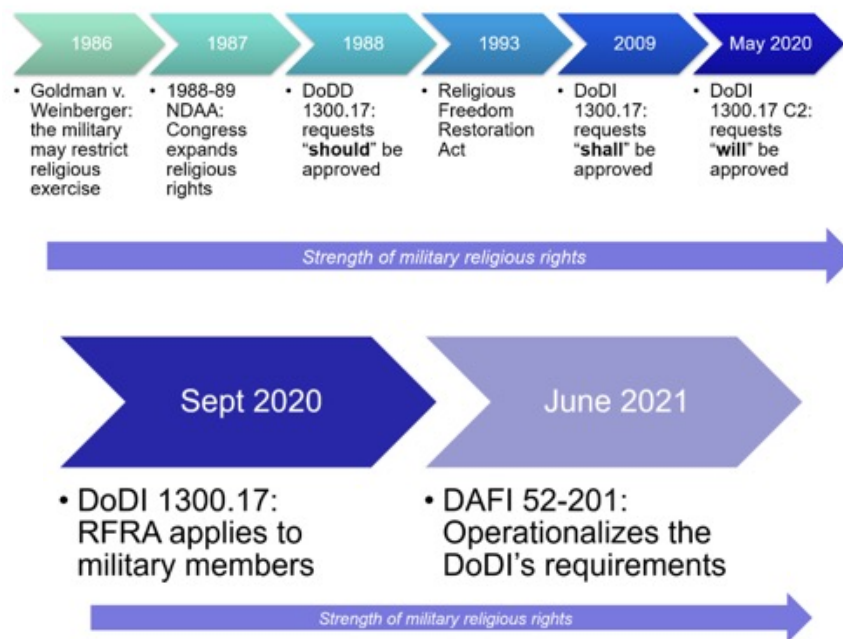 1986
1987
1988
1993
2009
May 2020
• Goldman v.
Weinberger:
the military
may restrict
religious
exercise
• 1988-89
NDAA:
Congress
expands
religious
rights
• DoDD
1300.17:
requests
“should” be
approved
• Religious
Freedom
Restoration
Act
• DoDI
1300.17:
requests
“shall” be
approved
• DoDI
1300.17 C2:
requests
“will” be
approved
Strength of military religious rights
Sept 2020
June 2021
• DoDI 1300.17:
RFRA applies to
military members
• DAFI 52-201:
Operationalizes the
DoDI’s requirements
Strength of military religious rights